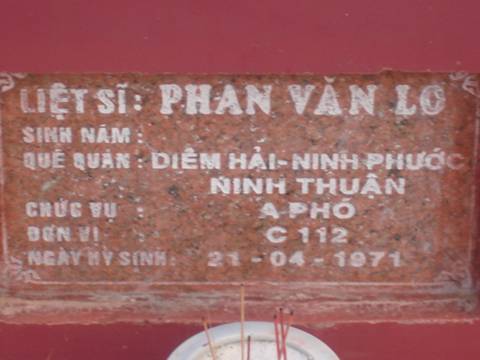 LIỆT SĨ: PHAN VĂN LO
SINH NĂM :
QUÊ QUÁN : DIÊM HẢI-NINH PHƯỚC
NINH THUẬN
CHỨC VỤ : A PHÓ
ĐƠN VỊ : C 112
NGÀY HY SINH: 21-04-1971